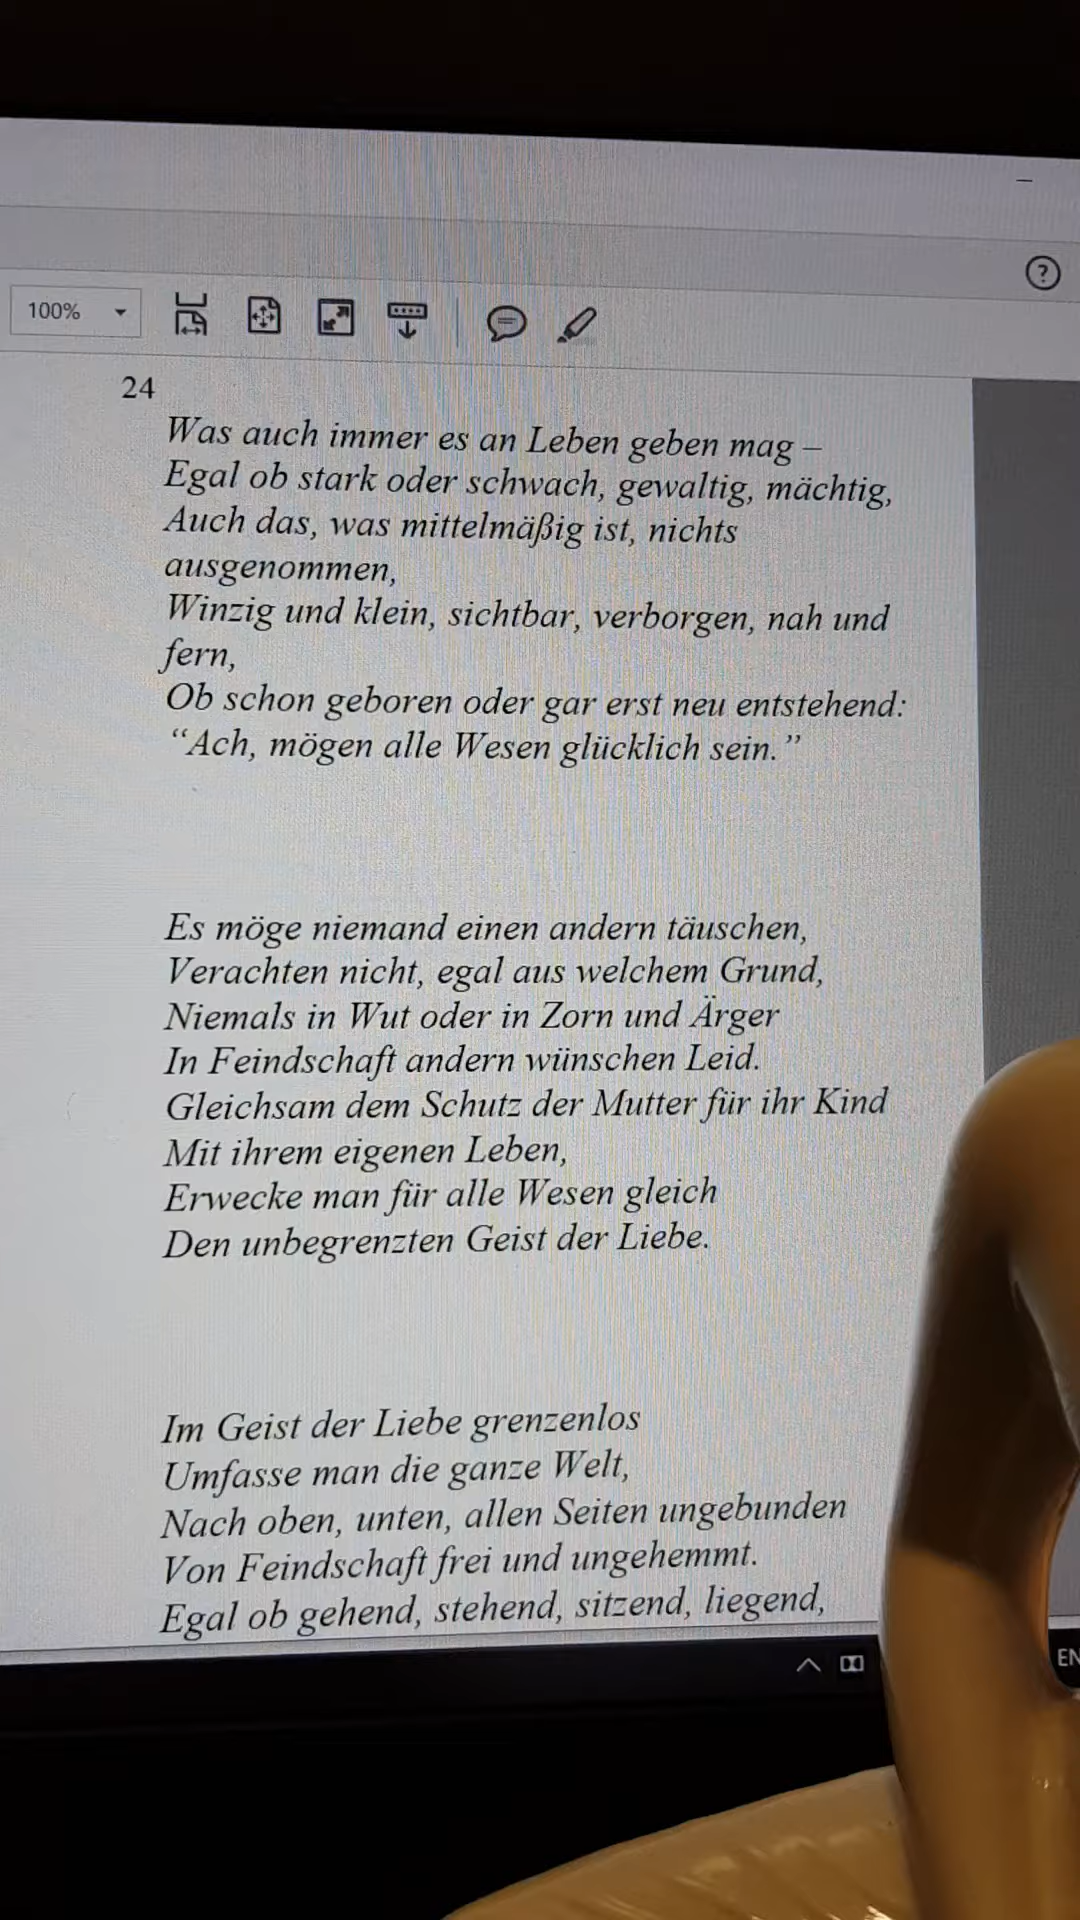 100%
24
Was auch immer es an Leben geben mag –
Egal ob stark oder schwach, gewaltig, mächtig,
Auch das, was mittelmäßig ist, nichts
ausgenommen,
Winzig und klein, sichtbar, verborgen, nah und
fern,
Ob schon geboren oder gar erst neu entstehend:
“Ach, mögen alle Wesen glücklich sein.”
Es möge niemand einen andern täuschen,
Verachten nicht, egal aus welchem Grund,
Niemals in Wut oder in Zorn und Ärger
In Feindschaft andern wünschen Leid.
Gleichsam dem Schutz der Mutter für ihr Kind
Mit ihrem eigenen Leben,
Erwecke man für alle Wesen gleich
Den unbegrenzten Geist der Liebe.
Im Geist der Liebe grenzenlos
Umfasse man die ganze Welt,
Nach oben, unten, allen Seiten ungebunden
Von Feindschaft frei und ungehemmt.
Egal ob gehend, stehend, sitzend, liegend,
EN